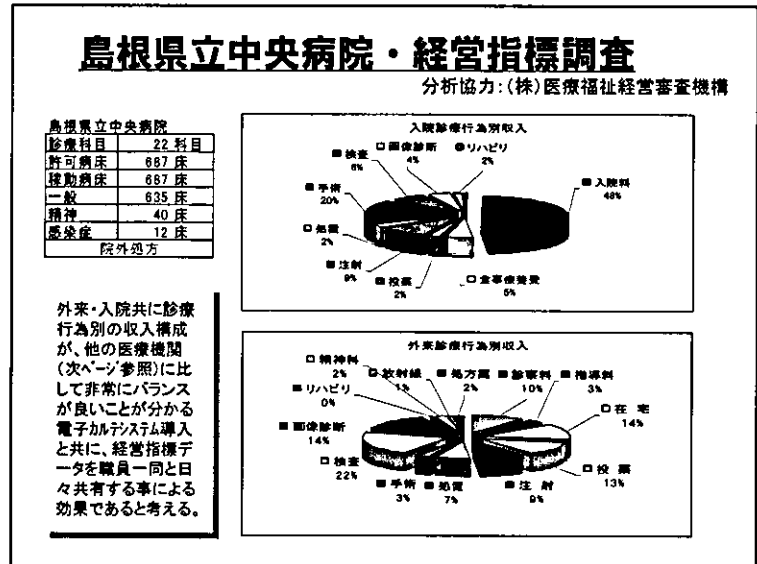 島根県立中央病院・経営指標調査
分析協力:(株)医療福祉経営審査機構
島根県立中央病院
診療科目 22 科目
許可病床 687 床
稼動病床 687 床
一般 635 床
精神 40 床
感染症 12 床
院外処方
外来・入院共に診療
行為別の収入構成
が、他の医療機関
(次ページ参照)に比
して非常にバランス
が良いことが分かる
電子カルテシステム導入
と共に、経営指標デ
ータを職員一同と日
々共有する事による
効果であると考える。
入院診療行為別収入
入院料 48%
食事療養費 5%
投薬 2%
注射 9%
処置 2%
手術 20%
検査 6%
画像診断 4%
リハビリ 2%
外来診療行為別収入
診察料 10%
指導料 3%
在宅 14%
投薬 13%
注射 9%
処置 7%
手術 3%
検査 22%
画像診断 14%
リハビリ 0%
精神科 2%
放射線 1%
処方箋 2%